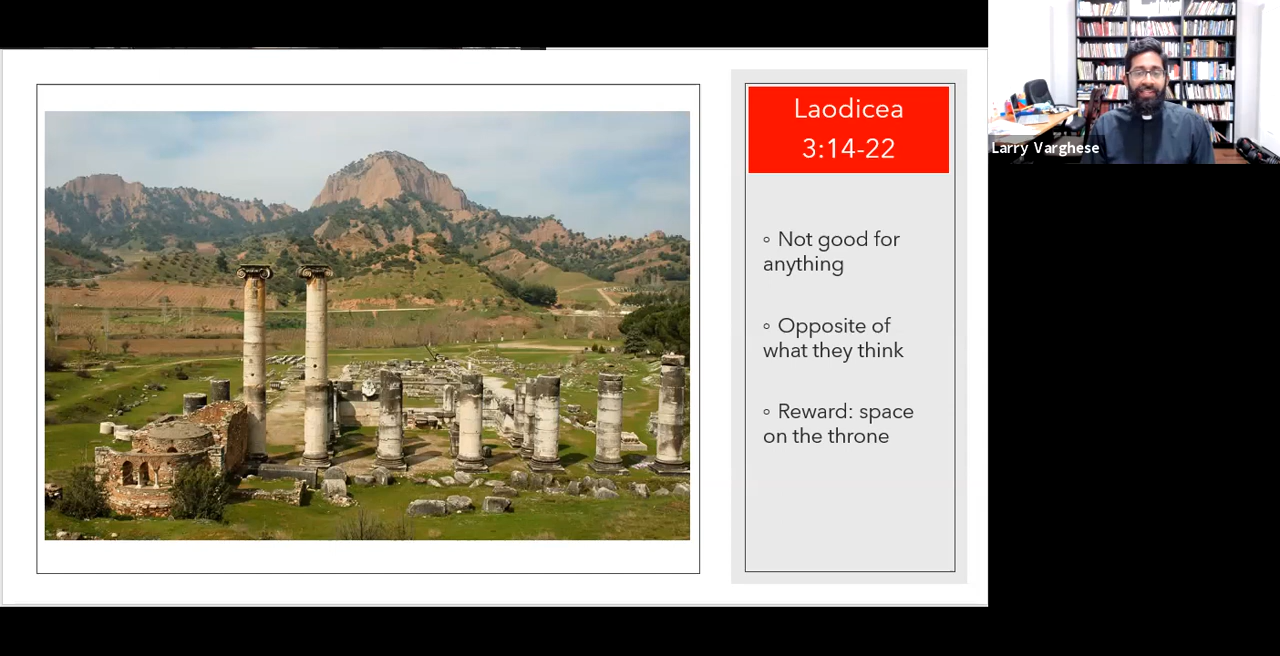 Laodicea
3:14-22
◦ Not good for
anything
◦ Opposite of
what they think
◦ Reward: space
on the throne
Larry Varghese